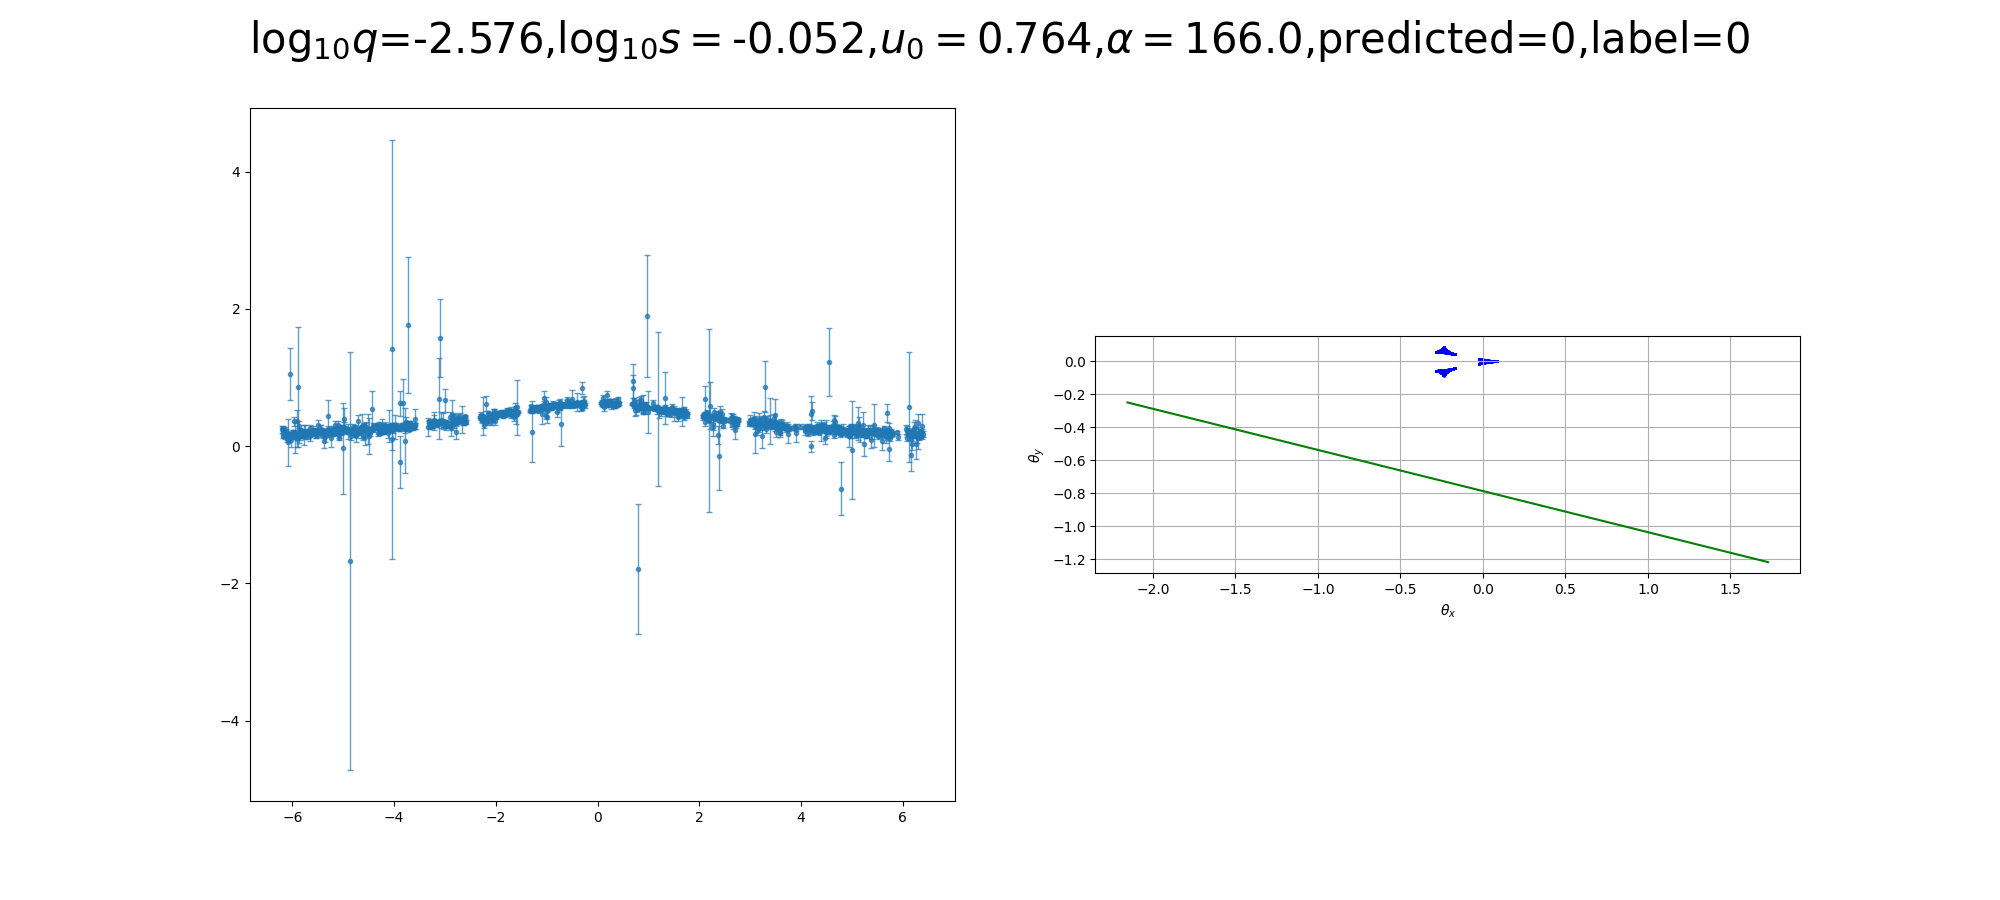 log₁₀q=-2.576,log₁₀s = -0.052,u₀ = 0.764,α = 166.0,predicted=0,label=0
4
2
0
−2
−4
−6 −4 −2 0 2 4 6
0.0
−0.2
−0.4
−0.6
−0.8
−1.0
−1.2
θy
−2.0 −1.5 −1.0 −0.5 0.0 0.5 1.0 1.5
θx